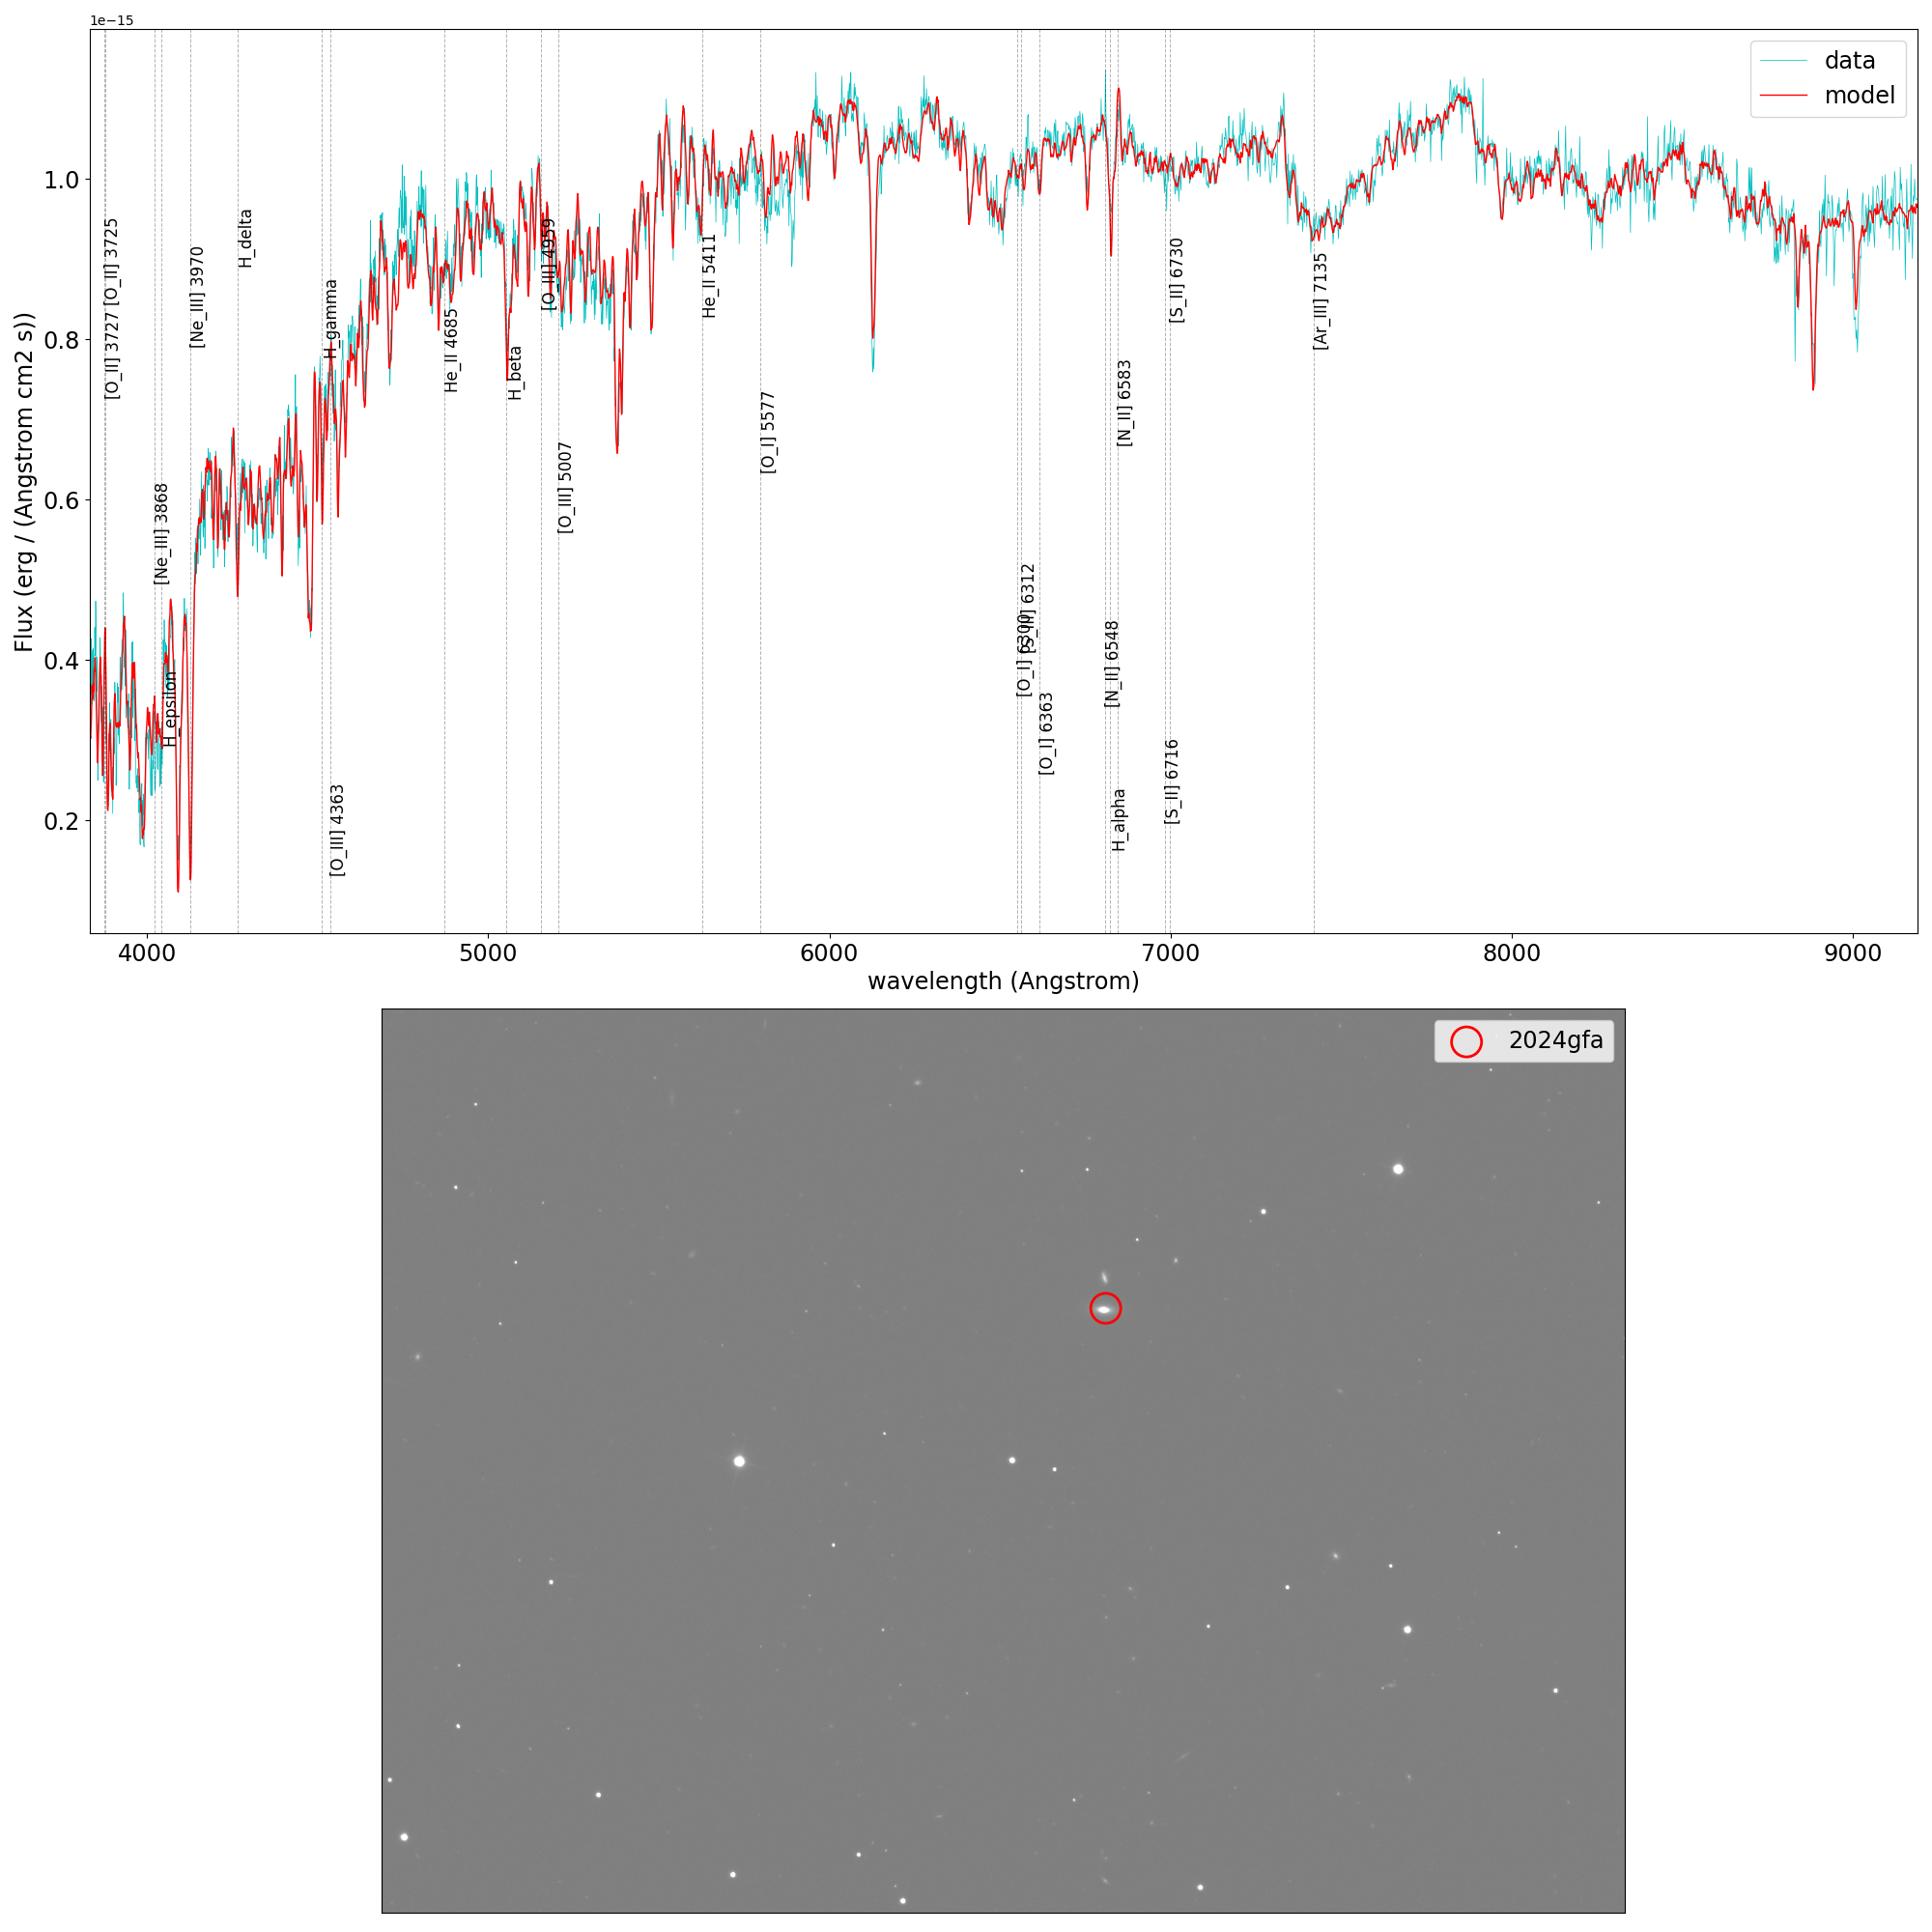 1e−15
data
model
1.0
0.8
0.6
0.4
0.2
Flux (erg / (Angstrom cm2 s))
[O_II] 3727
[O_II] 3725
[Ne_III] 3868
H_epsilon
[Ne_III] 3970
H_delta
H_gamma
[O_III] 4363
He_II 4685
H_beta
[O_III] 4959
[O_III] 5007
He_II 5411
[O_I] 5577
[O_I] 6300
[S_III] 6312
[O_I] 6363
[N_II] 6548
H_alpha
[N_II] 6583
[S_II] 6716
[S_II] 6730
[Ar_III] 7135
4000 5000 6000 7000 8000 9000
wavelength (Angstrom)
2024gfa